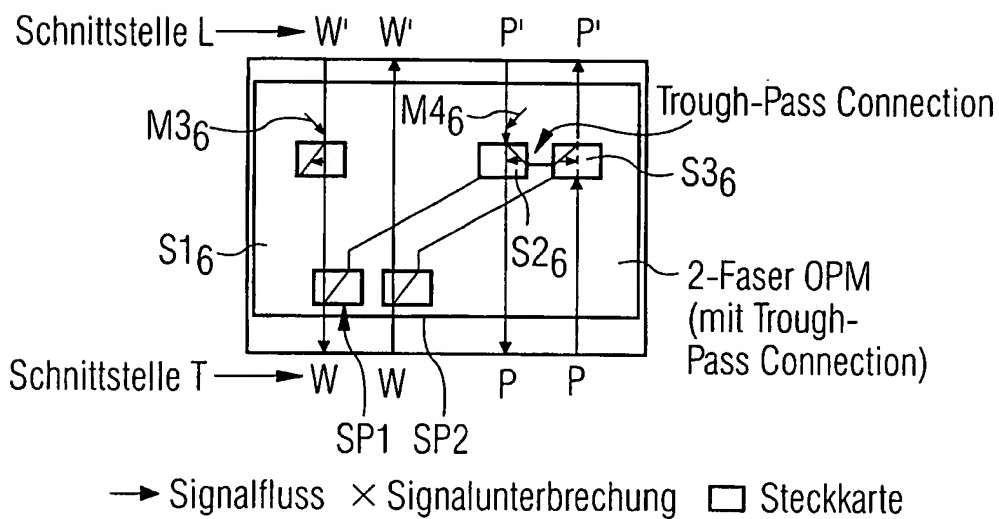 Schnittstelle L W' W' P' P'
Trough-Pass Connection
M36 M46
S36
S16 S26
2-Faser OPM
(mit Trough-
Pass Connection)
Schnittstelle T W W P P
SP1 SP2
Signalfluss × Signalunterbrechung Steckkarte